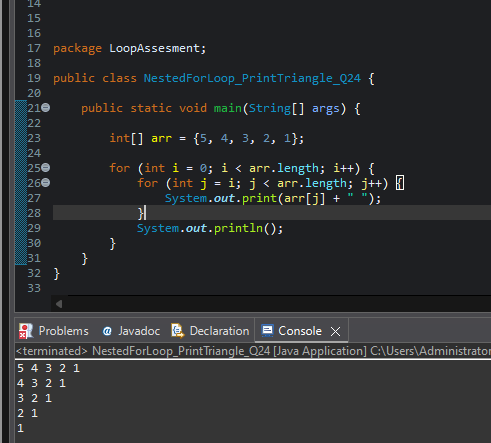 14
15
16
17 package LoopAssesment;
18
19 public class NestedForLoop_PrintTriangle_Q24 {
20
21 public static void main(String[] args) {
22
23 int[] arr = {5, 4, 3, 2, 1};
24
25 for (int i = 0; i < arr.length; i++) {
26 for (int j = i; j < arr.length; j++) {
27 System.out.print(arr[j] + " ");
28 }
29 System.out.println();
30 }
31 }
32 }
33
Problems @ Javadoc Declaration Console
<terminated> NestedForLoop_PrintTriangle_Q24 [Java Application] C:\Users\Administrator
5 4 3 2 1
4 3 2 1
3 2 1
2 1
1